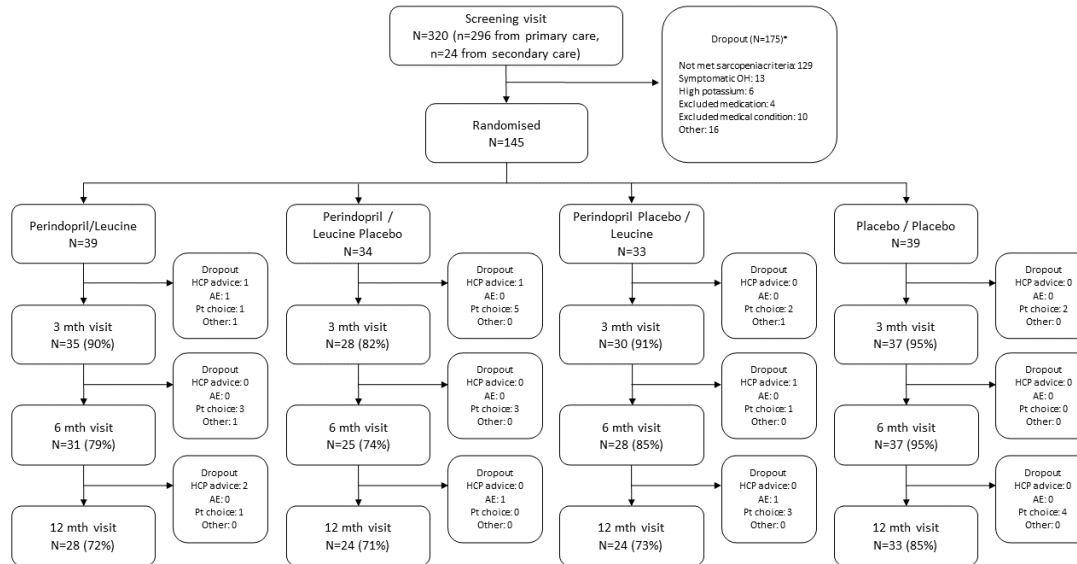 Screening visit
N=320 (n=296 from primary care,
n=24 from secondary care)
Dropout (N=175)*
Not met sarcopenia criteria: 129
Symptomatic OH: 13
High potassium: 6
Excluded medication: 4
Excluded medical condition: 10
Other: 16
Randomised
N=145
Perindopril/Leucine
N=39
Perindopril /
Leucine Placebo
N=34
Perindopril Placebo /
Leucine
N=33
Placebo / Placebo
N=39
Dropout
HCP advice: 1
AE: 1
Pt choice: 1
Other: 1
Dropout
HCP advice: 1
AE: 0
Pt choice: 5
Other: 0
Dropout
HCP advice: 0
AE: 0
Pt choice: 2
Other: 1
Dropout
HCP advice: 0
AE: 0
Pt choice: 2
Other: 0
3 mth visit
N=35 (90%)
3 mth visit
N=28 (82%)
3 mth visit
N=30 (91%)
3 mth visit
N=37 (95%)
Dropout
HCP advice: 0
AE: 0
Pt choice: 3
Other: 1
Dropout
HCP advice: 0
AE: 0
Pt choice: 3
Other: 0
Dropout
HCP advice: 1
AE: 0
Pt choice: 1
Other: 0
Dropout
HCP advice: 0
AE: 0
Pt choice: 0
Other: 0
6 mth visit
N=31 (79%)
6 mth visit
N=25 (74%)
6 mth visit
N=28 (85%)
6 mth visit
N=37 (95%)
Dropout
HCP advice: 2
AE: 0
Pt choice: 1
Other: 0
Dropout
HCP advice: 0
AE: 1
Pt choice: 0
Other: 0
Dropout
HCP advice: 0
AE: 1
Pt choice: 3
Other: 0
Dropout
HCP advice: 0
AE: 0
Pt choice: 4
Other: 0
12 mth visit
N=28 (72%)
12 mth visit
N=24 (71%)
12 mth visit
N=24 (73%)
12 mth visit
N=33 (85%)